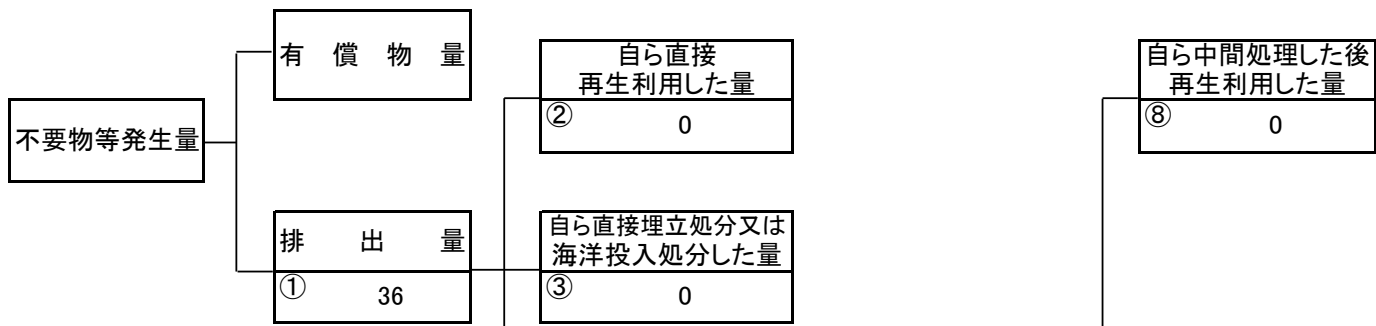 不要物等発生量
有償物量
排出量
① 36
自ら直接
再生利用した量
② 0
自ら直接埋立処分又は
海洋投入処分した量
③ 0
自ら中間処理した後
再生利用した量
⑧ 0